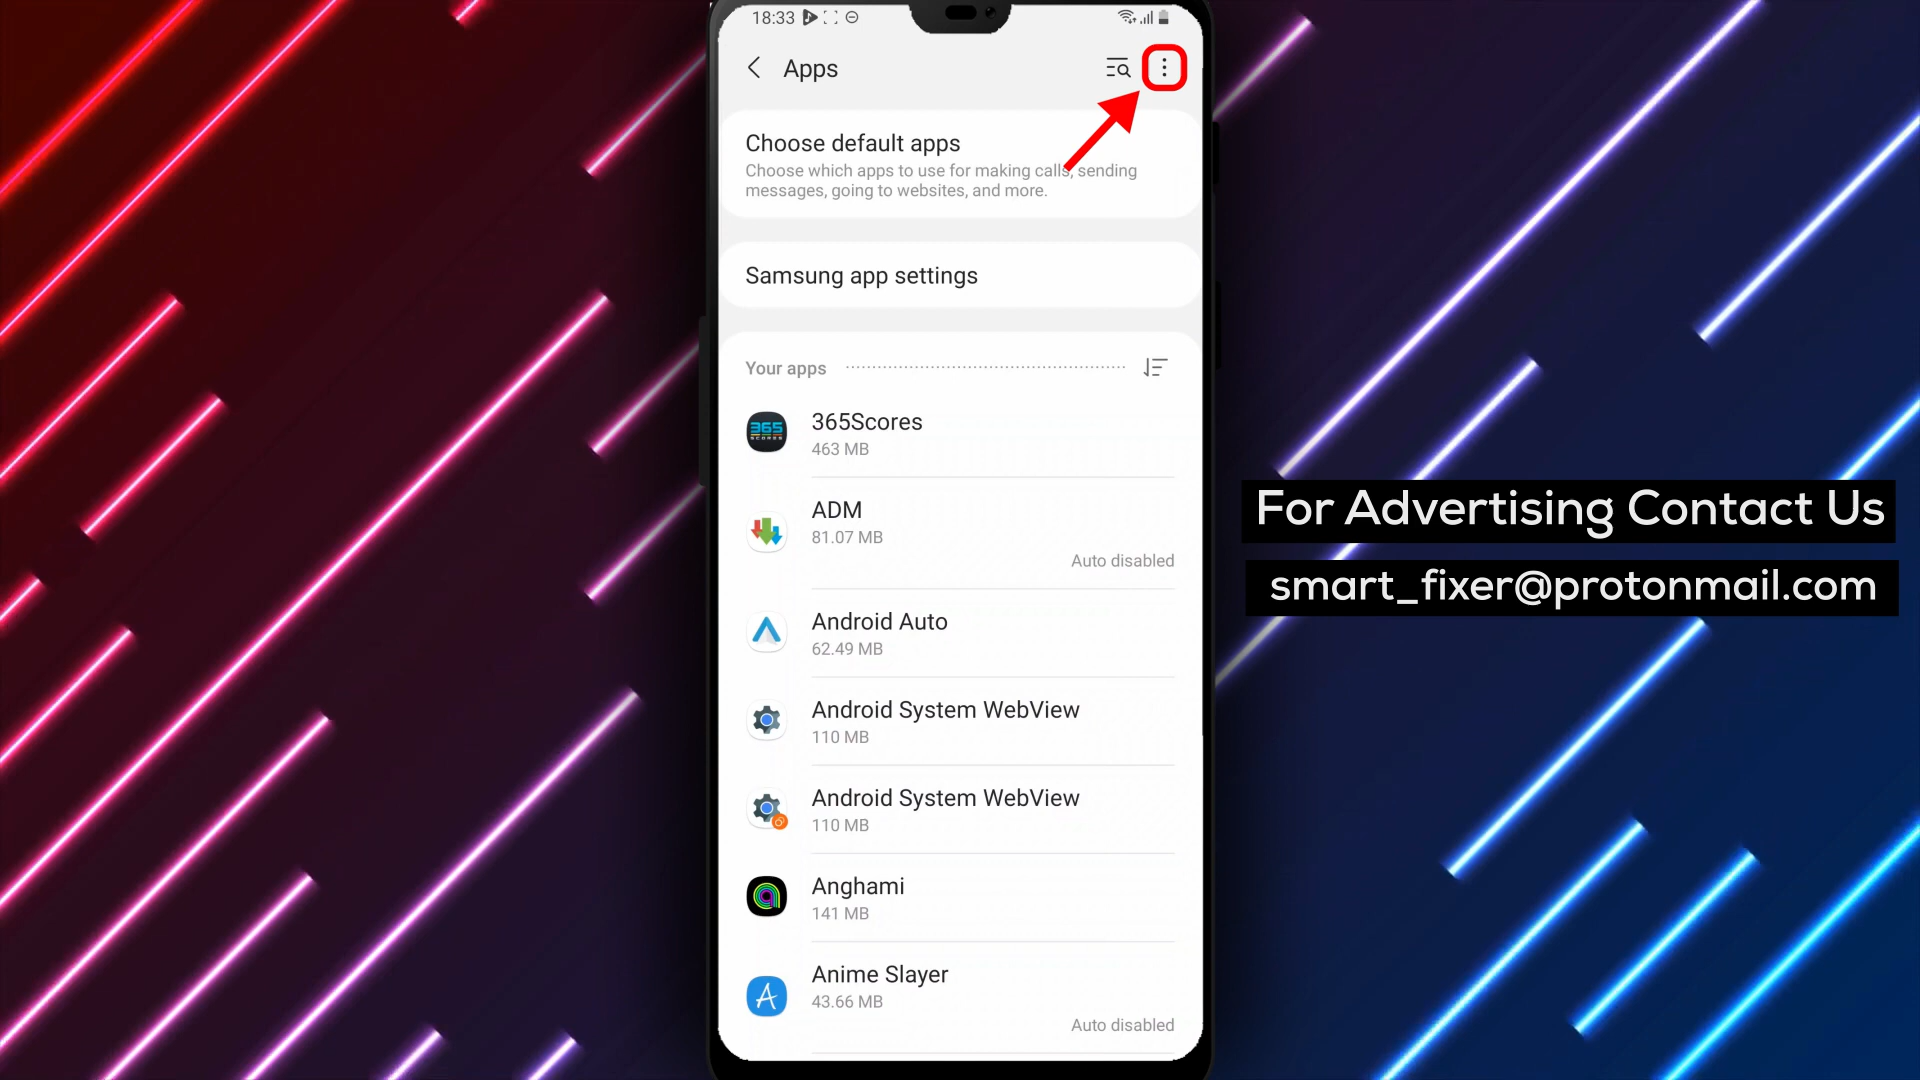 18:33
Apps
Choose default apps
Choose which apps to use for making calls, sending
messages, going to websites, and more.
Samsung app settings
Your apps
365Scores
463 MB
ADM
81.07 MB
Auto disabled
Android Auto
62.49 MB
Android System WebView
110 MB
Android System WebView
110 MB
Anghami
141 MB
Anime Slayer
43.66 MB
Auto disabled
365
SCORES
For Advertising Contact Us
smart_fixer@protonmail.com